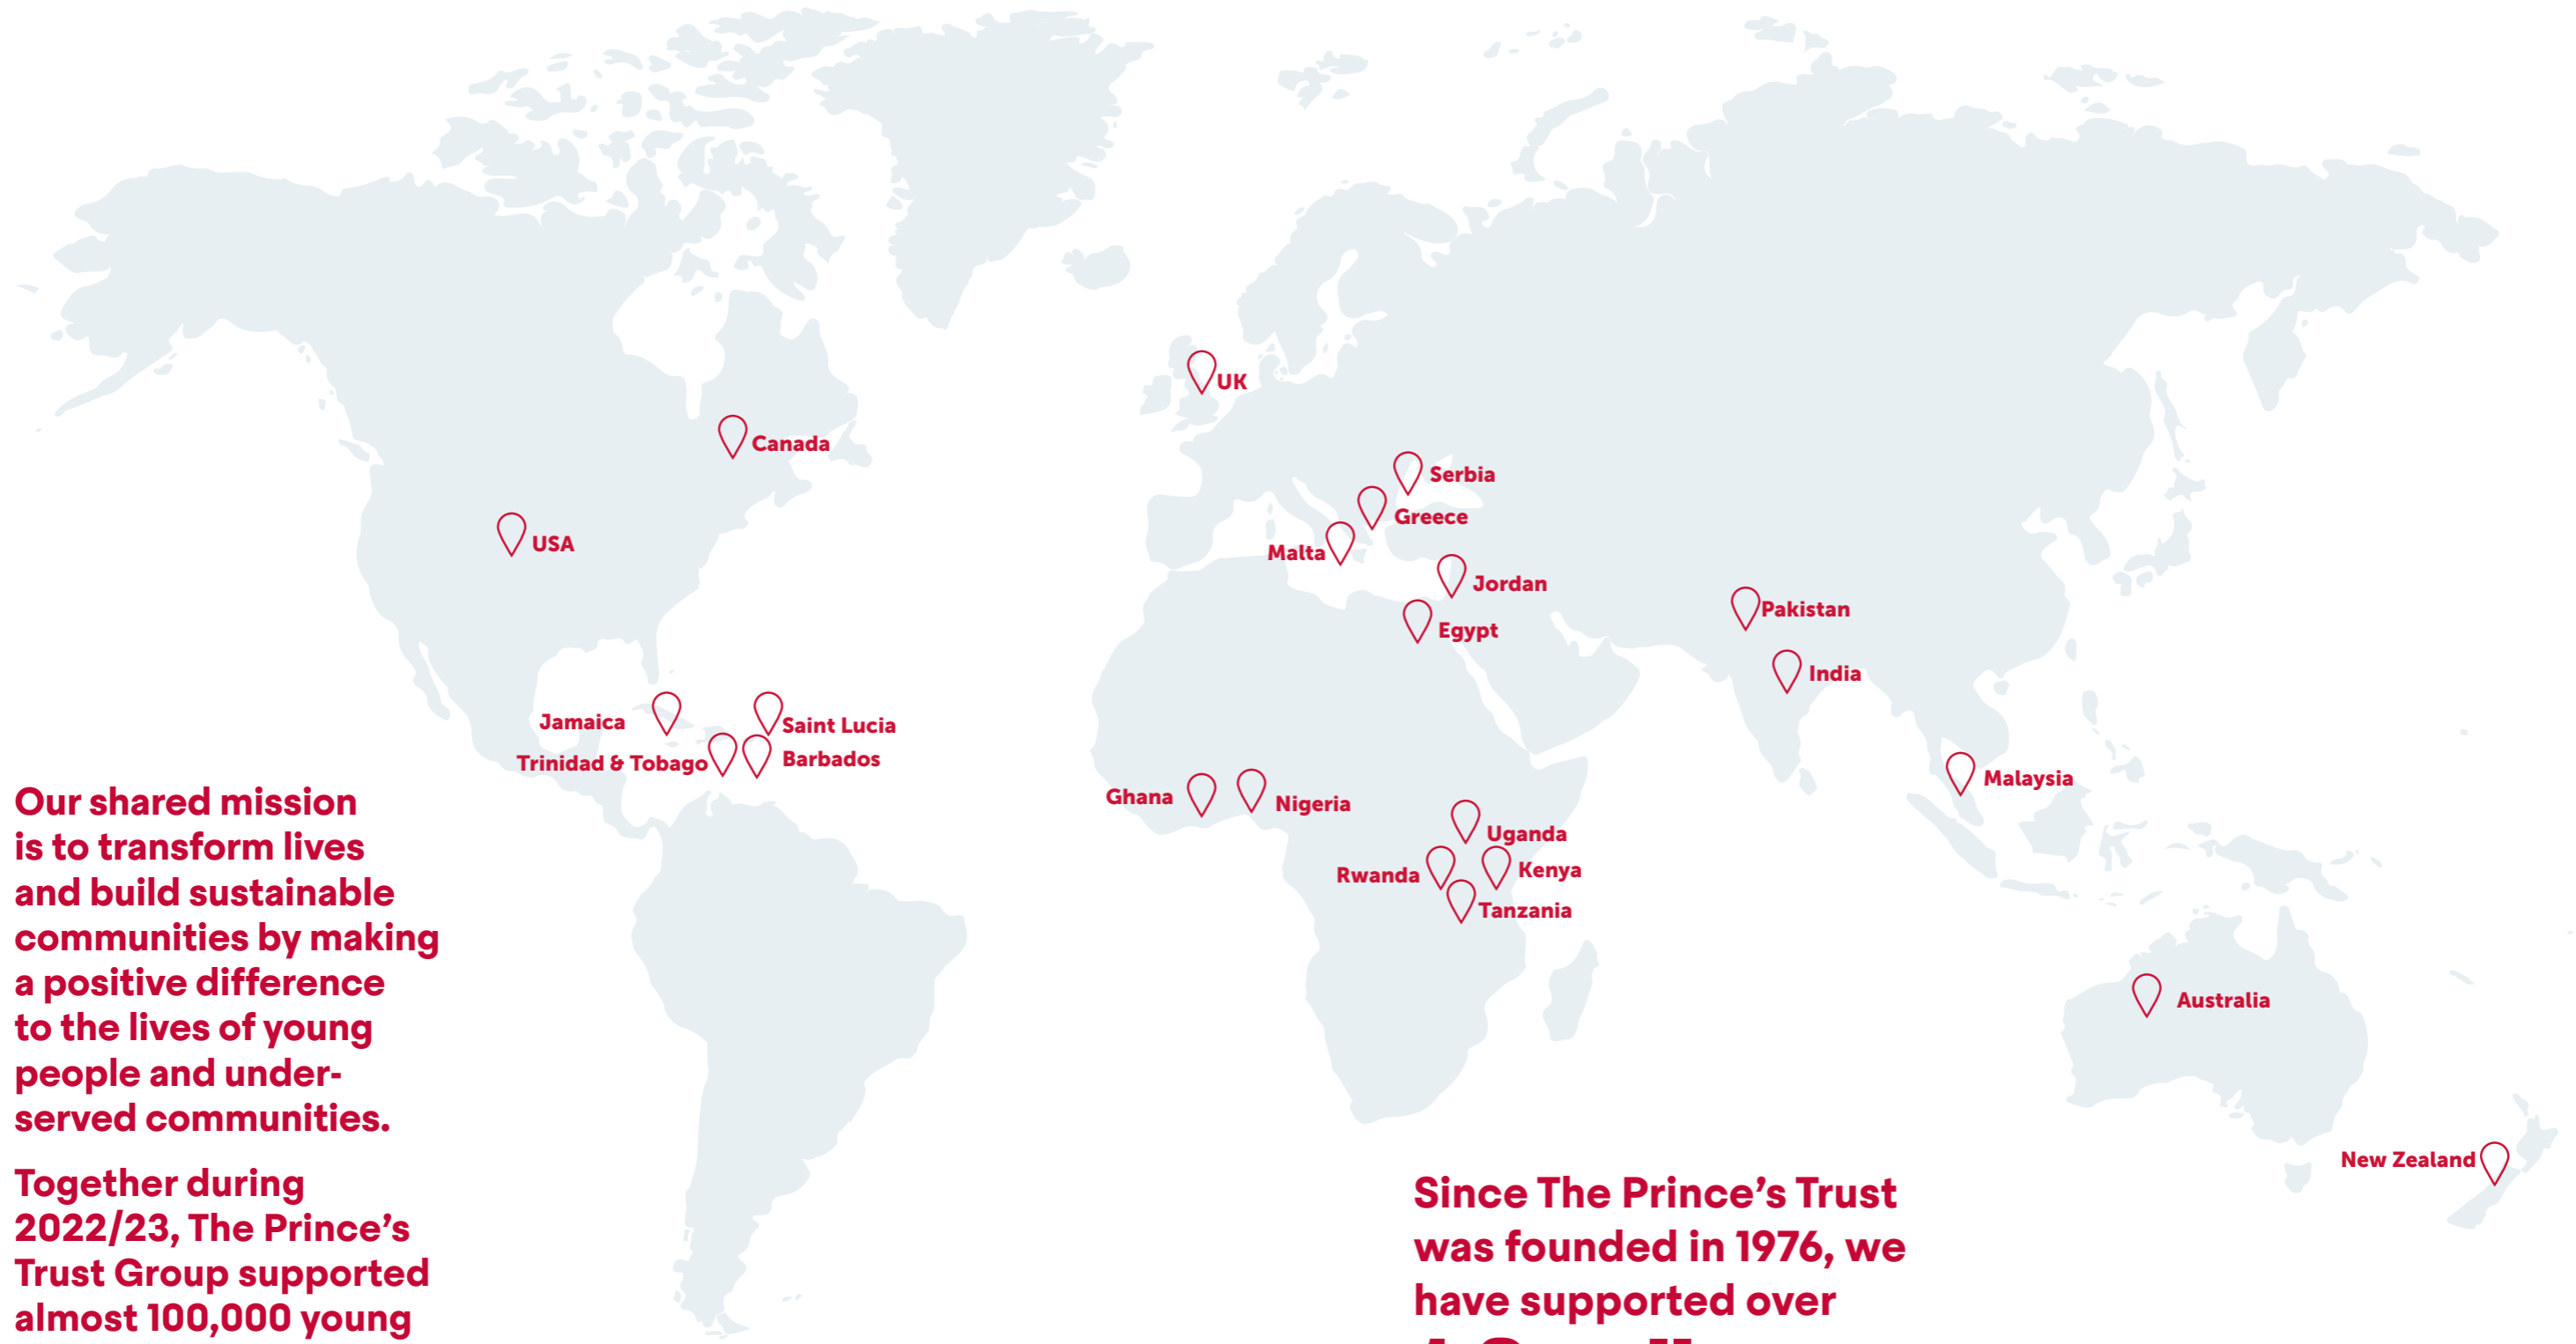 UK
Canada
Serbia
Greece
USA
Malta
Jordan
Pakistan
Egypt
India
Jamaica
Saint Lucia
Trinidad & Tobago
Barbados
Malaysia
Ghana
Nigeria
Uganda
Rwanda
Kenya
Tanzania
Australia
New Zealand
Our shared mission
is to transform lives
and build sustainable
communities by making
a positive difference
to the lives of young
people and under-
served communities.
Together during
2022/23, The Prince’s
Trust Group supported
almost 100,000 young
Since The Prince’s Trust
was founded in 1976, we
have supported over